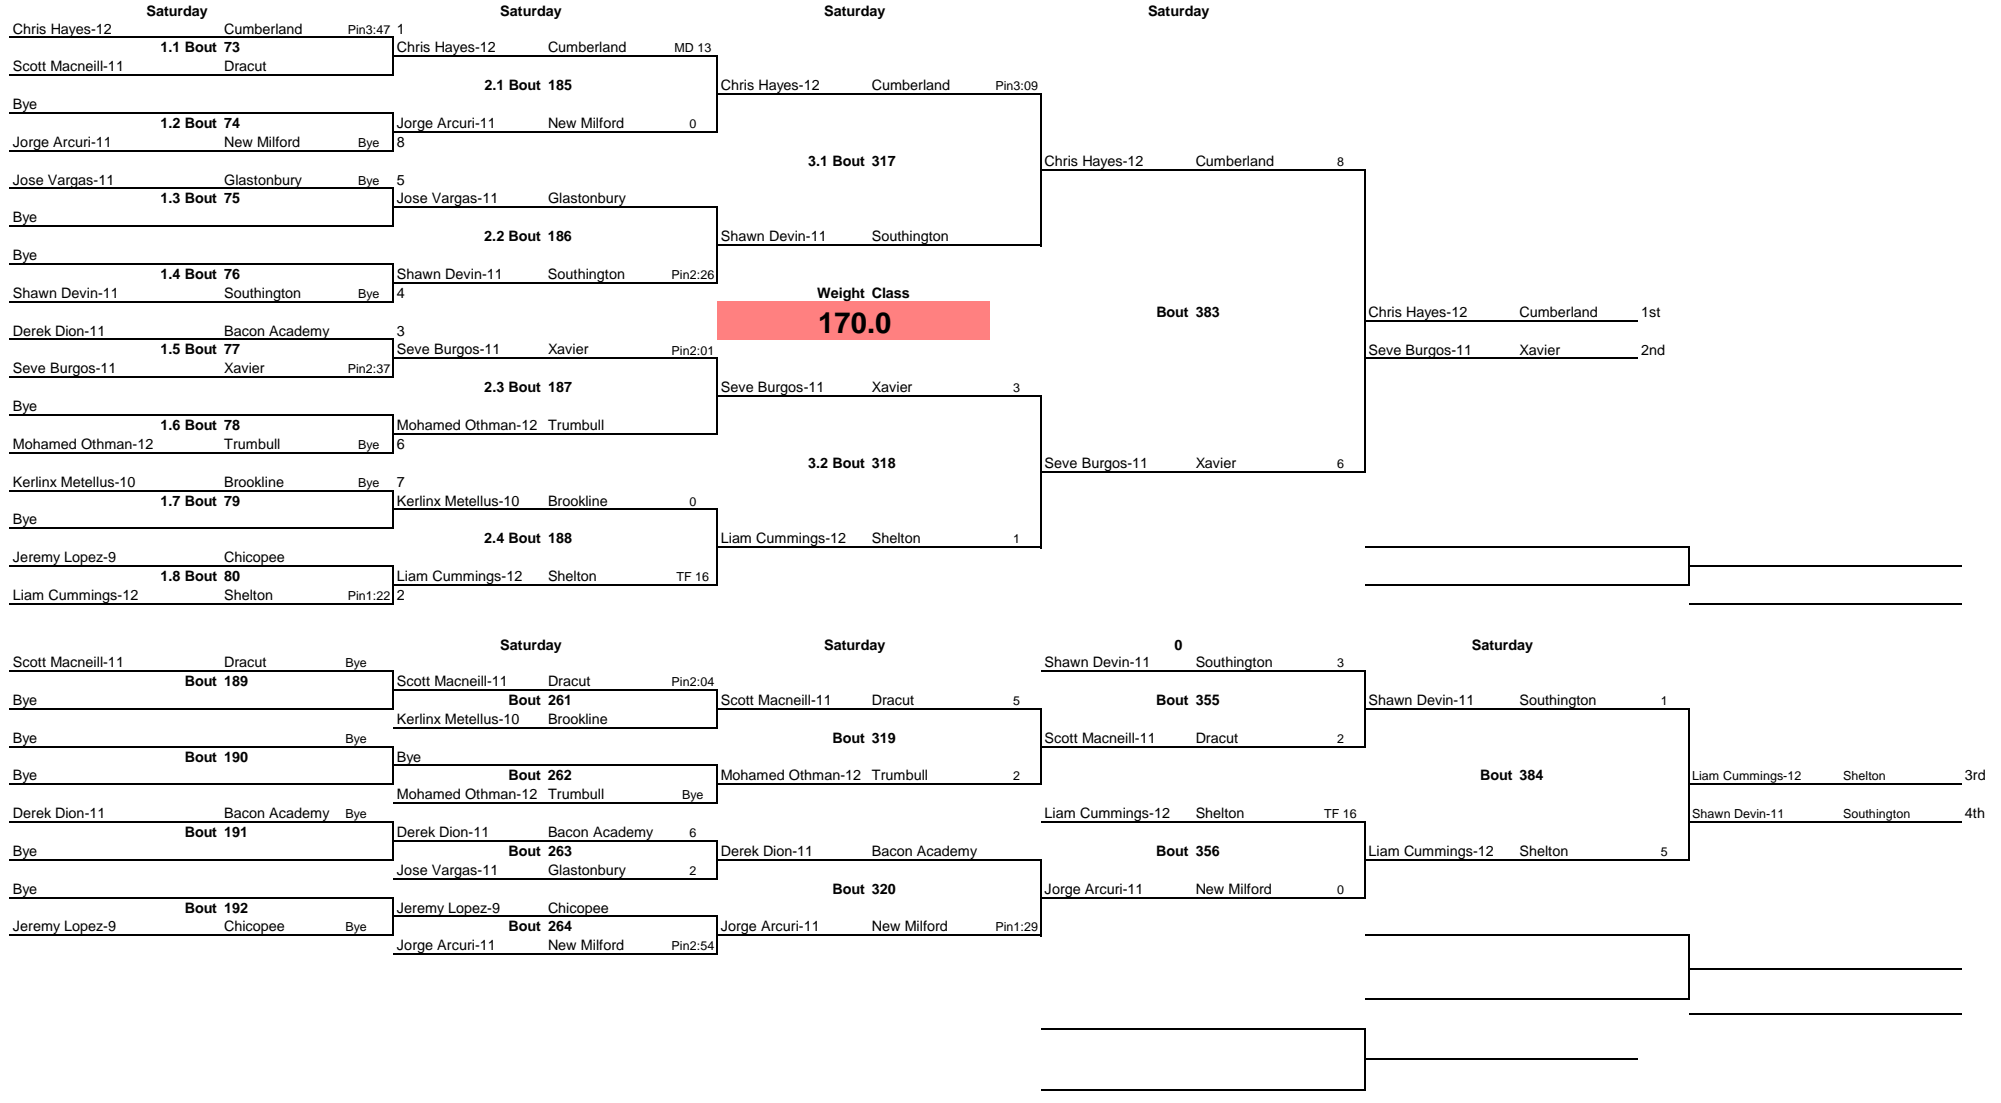 Saturday Saturday Saturday Saturday
Chris Hayes-12 Cumberland Pin3:47 1
1.1 Bout 73 Chris Hayes-12 Cumberland MD 13
Scott Macneill-11 Dracut
2.1 Bout 185 Chris Hayes-12 Cumberland Pin3:09
Bye
1.2 Bout 74 Jorge Arcuri-11 New Milford 0
Jorge Arcuri-11 New Milford Bye 8
3.1 Bout 317 Chris Hayes-12 Cumberland 8
Jose Vargas-11 Glastonbury Bye 5
1.3 Bout 75 Jose Vargas-11 Glastonbury
Bye
2.2 Bout 186 Shawn Devin-11 Southington
Bye
1.4 Bout 76 Shawn Devin-11 Southington Pin2:26
Shawn Devin-11 Southington Bye 4 Weight Class
Bout 383 Chris Hayes-12 Cumberland 1st
170.0
Derek Dion-11 Bacon Academy 3
1.5 Bout 77 Seve Burgos-11 Xavier Pin2:01 Seve Burgos-11 Xavier 2nd
Seve Burgos-11 Xavier Pin2:37
2.3 Bout 187 Seve Burgos-11 Xavier 3
Bye
1.6 Bout 78 Mohamed Othman-12 Trumbull
Mohamed Othman-12 Trumbull Bye 6
3.2 Bout 318 Seve Burgos-11 Xavier 6
Kerlinx Metellus-10 Brookline Bye 7
1.7 Bout 79 Kerlinx Metellus-10 Brookline 0
Bye
2.4 Bout 188 Liam Cummings-12 Shelton 1
Jeremy Lopez-9 Chicopee
1.8 Bout 80 Liam Cummings-12 Shelton TF 16
Liam Cummings-12 Shelton Pin1:22 2
Saturday Saturday 0 Saturday
Scott Macneill-11 Dracut Bye Shawn Devin-11 Southington 3
Bout 189 Scott Macneill-11 Dracut Pin2:04
Bye Bout 261 Scott Macneill-11 Dracut 5 Bout 355 Shawn Devin-11 Southington 1
Kerlinx Metellus-10 Brookline
Bye Bye Bout 319 Scott Macneill-11 Dracut 2
Bout 190 Bye
Bye Bout 262 Mohamed Othman-12 Trumbull 2 Bout 384 Liam Cummings-12 Shelton 3rd
Mohamed Othman-12 Trumbull Bye
Derek Dion-11 Bacon Academy Bye Liam Cummings-12 Shelton TF 16 Shawn Devin-11 Southington 4th
Bout 191 Derek Dion-11 Bacon Academy 6
Bye Bout 263 Derek Dion-11 Bacon Academy Bout 356 Liam Cummings-12 Shelton 5
Jose Vargas-11 Glastonbury 2
Bye Bout 320 Jorge Arcuri-11 New Milford 0
Bout 192 Jeremy Lopez-9 Chicopee
Jeremy Lopez-9 Chicopee Bye Bout 264 Jorge Arcuri-11 New Milford Pin1:29
Jorge Arcuri-11 New Milford Pin2:54